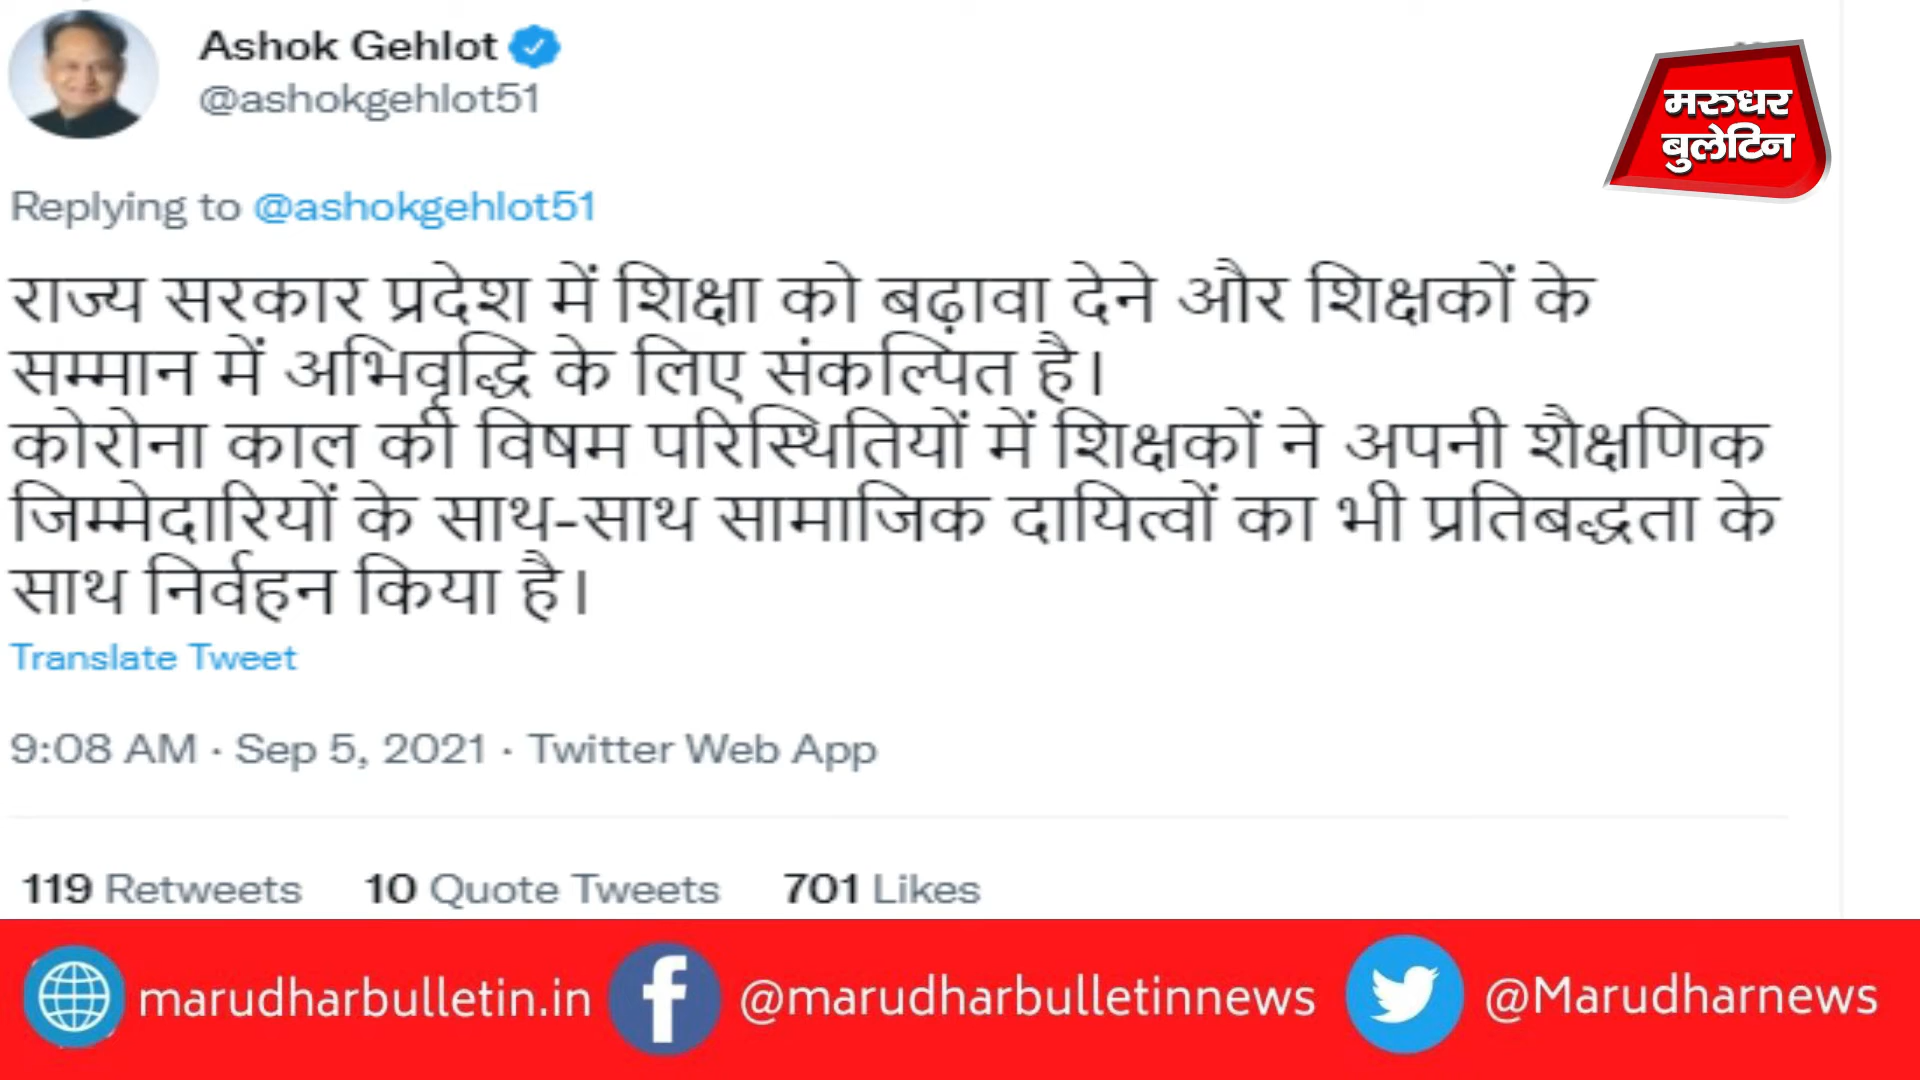 Ashok Gehlot
@ashokgehlot51
मरुधर
बुलेटिन
Replying to @ashokgehlot51
राज्य सरकार प्रदेश में शिक्षा को बढ़ावा देने और शिक्षकों के
सम्मान में अभिवृद्धि के लिए संकल्पित है।
कोरोना काल की विषम परिस्थितियों में शिक्षकों ने अपनी शैक्षणिक
जिम्मेदारियों के साथ-साथ सामाजिक दायित्वों का भी प्रतिबद्धता के
साथ निर्वहन किया है।
Translate Tweet
9:08 AM · Sep 5, 2021 · Twitter Web App
119 Retweets 10 Quote Tweets 701 Likes
marudharbulletin.in @marudharbulletinnews @Marudharnews